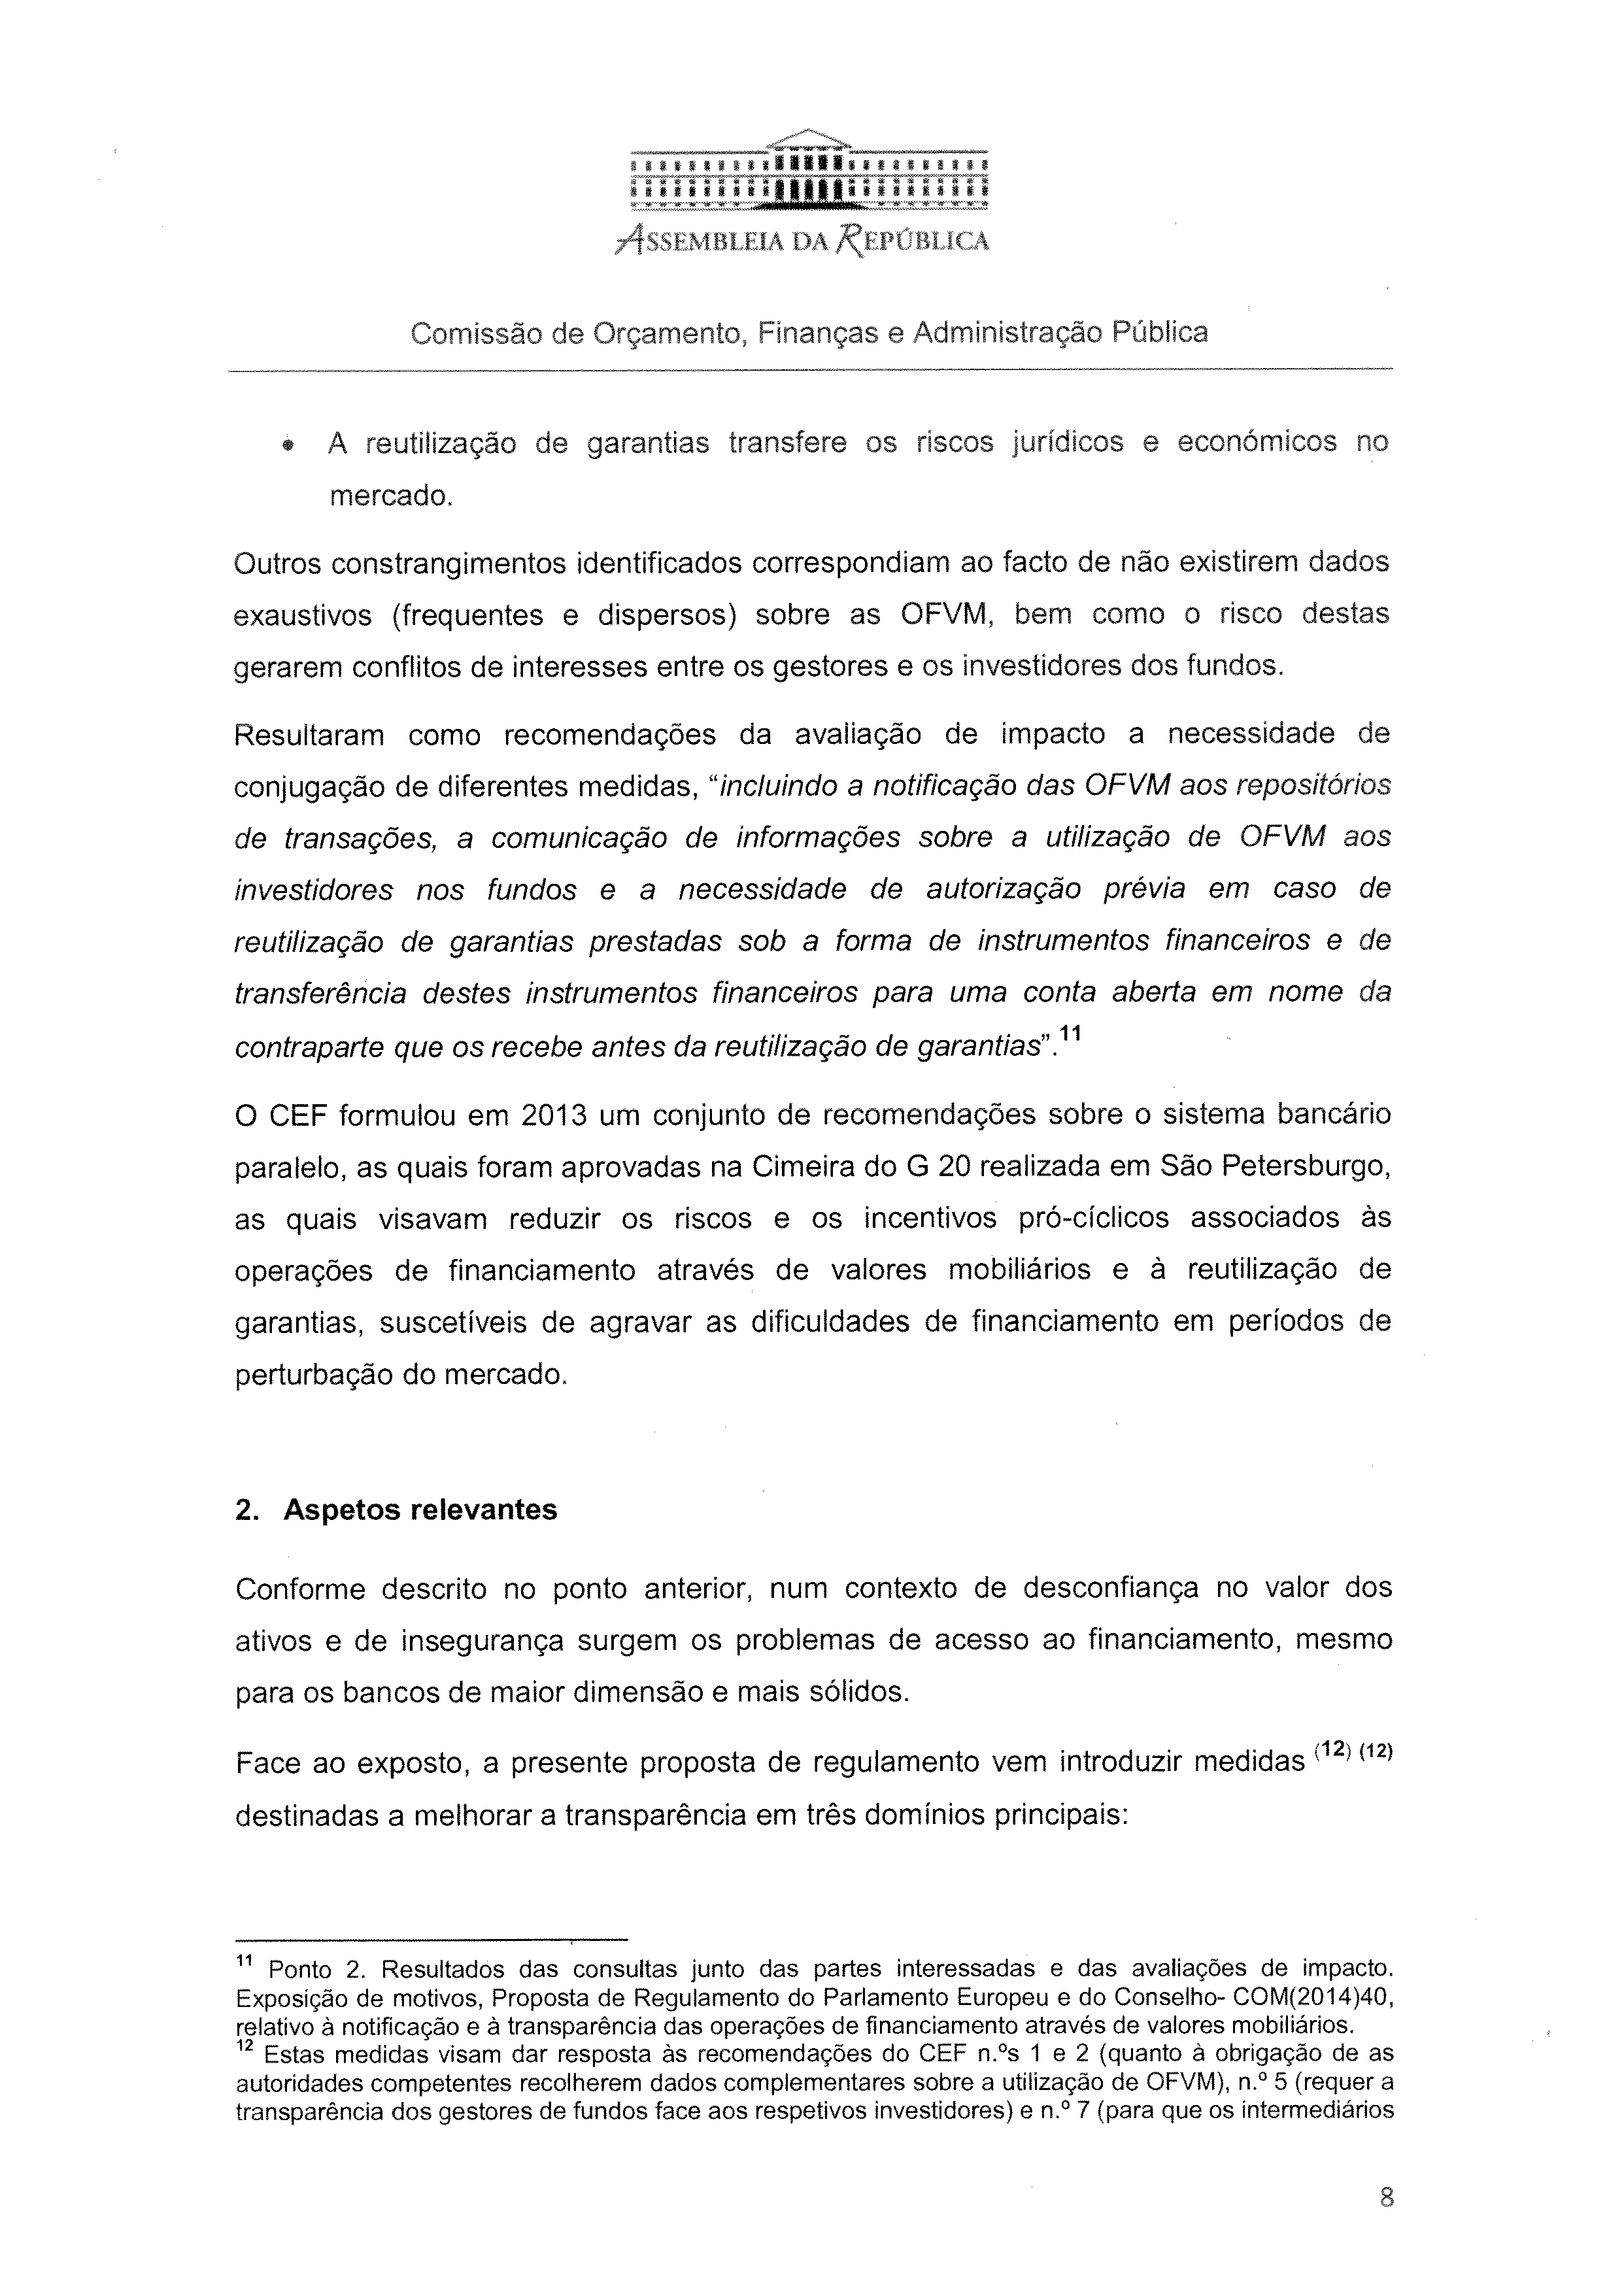 ASSEMBLEIA DA REPÚBLICA
Comissão de Orçamento, Finanças e Administração Pública
• A reutilização de garantias transfere os riscos jurídicos e económicos no
mercado.
Outros constrangimentos identificados correspondiam ao facto de não existirem dados
exaustivos (frequentes e dispersos) sobre as OFVM, bem como o risco destas
gerarem conflitos de interesses entre os gestores e os investidores dos fundos.
Resultaram como recomendações da avaliação de impacto a necessidade de
conjugação de diferentes medidas, “incluindo a notificação das OFVM aos repositórios
de transações, a comunicação de informações sobre a utilização de OFVM aos
investidores nos fundos e a necessidade de autorização prévia em caso de
reutilização de garantias prestadas sob a forma de instrumentos financeiros e de
transferência destes instrumentos financeiros para uma conta aberta em nome da
contraparte que os recebe antes da reutilização de garantias”.11
O CEF formulou em 2013 um conjunto de recomendações sobre o sistema bancário
paralelo, as quais foram aprovadas na Cimeira do G 20 realizada em São Petersburgo,
as quais visavam reduzir os riscos e os incentivos pró-cíclicos associados às
operações de financiamento através de valores mobiliários e à reutilização de
garantias, suscetíveis de agravar as dificuldades de financiamento em períodos de
perturbação do mercado.
2. Aspetos relevantes
Conforme descrito no ponto anterior, num contexto de desconfiança no valor dos
ativos e de insegurança surgem os problemas de acesso ao financiamento, mesmo
para os bancos de maior dimensão e mais sólidos.
Face ao exposto, a presente proposta de regulamento vem introduzir medidas (12) (12)
destinadas a melhorar a transparência em três domínios principais:
11 Ponto 2. Resultados das consultas junto das partes interessadas e das avaliações de impacto.
Exposição de motivos, Proposta de Regulamento do Parlamento Europeu e do Conselho- COM(2014)40,
relativo à notificação e à transparência das operações de financiamento através de valores mobiliários.
12 Estas medidas visam dar resposta às recomendações do CEF n.ºs 1 e 2 (quanto à obrigação de as
autoridades competentes recolherem dados complementares sobre a utilização de OFVM), n.º 5 (requer a
transparência dos gestores de fundos face aos respetivos investidores) e n.º 7 (para que os intermediários
8